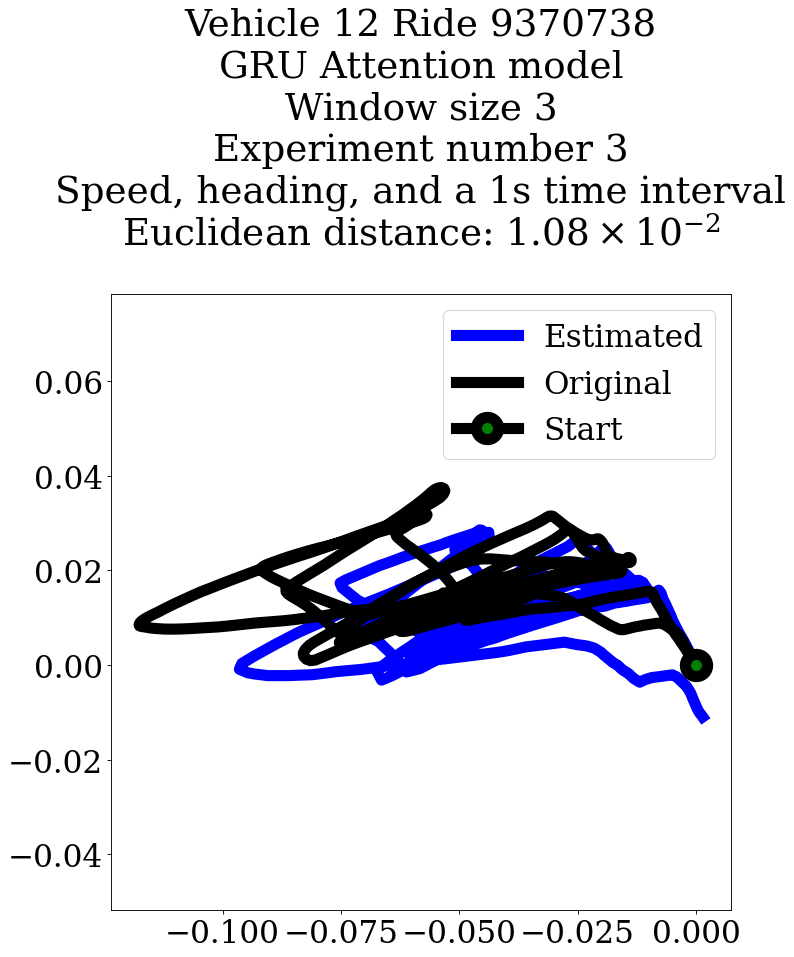 Vehicle 12 Ride 9370738
GRU Attention model
Window size 3
Experiment number 3
Speed, heading, and a 1s time interval
Euclidean distance: 1.08 × 10⁻²
Estimated
Original
Start
0.06
0.04
0.02
0.00
−0.02
−0.04
−0.100 −0.075 −0.050 −0.025 0.000